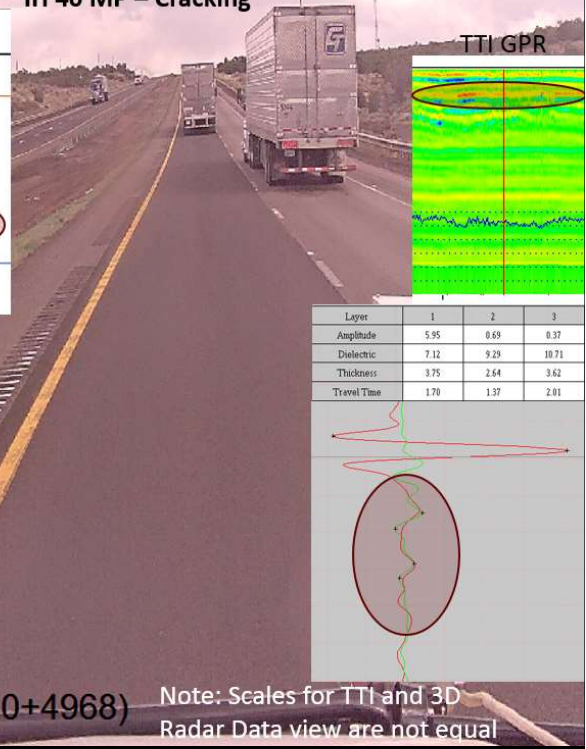 IH 40 MP – Cracking
TTI GPR
Layer 1 2 3
Amplitude 5.95 0.69 0.37
Dielectric 7.12 9.29 10.71
Thickness 3.75 2.64 3.62
Travel Time 1.70 1.37 2.01
0+4968)
Note: Scales for TTI and 3D
Radar Data view are not equal